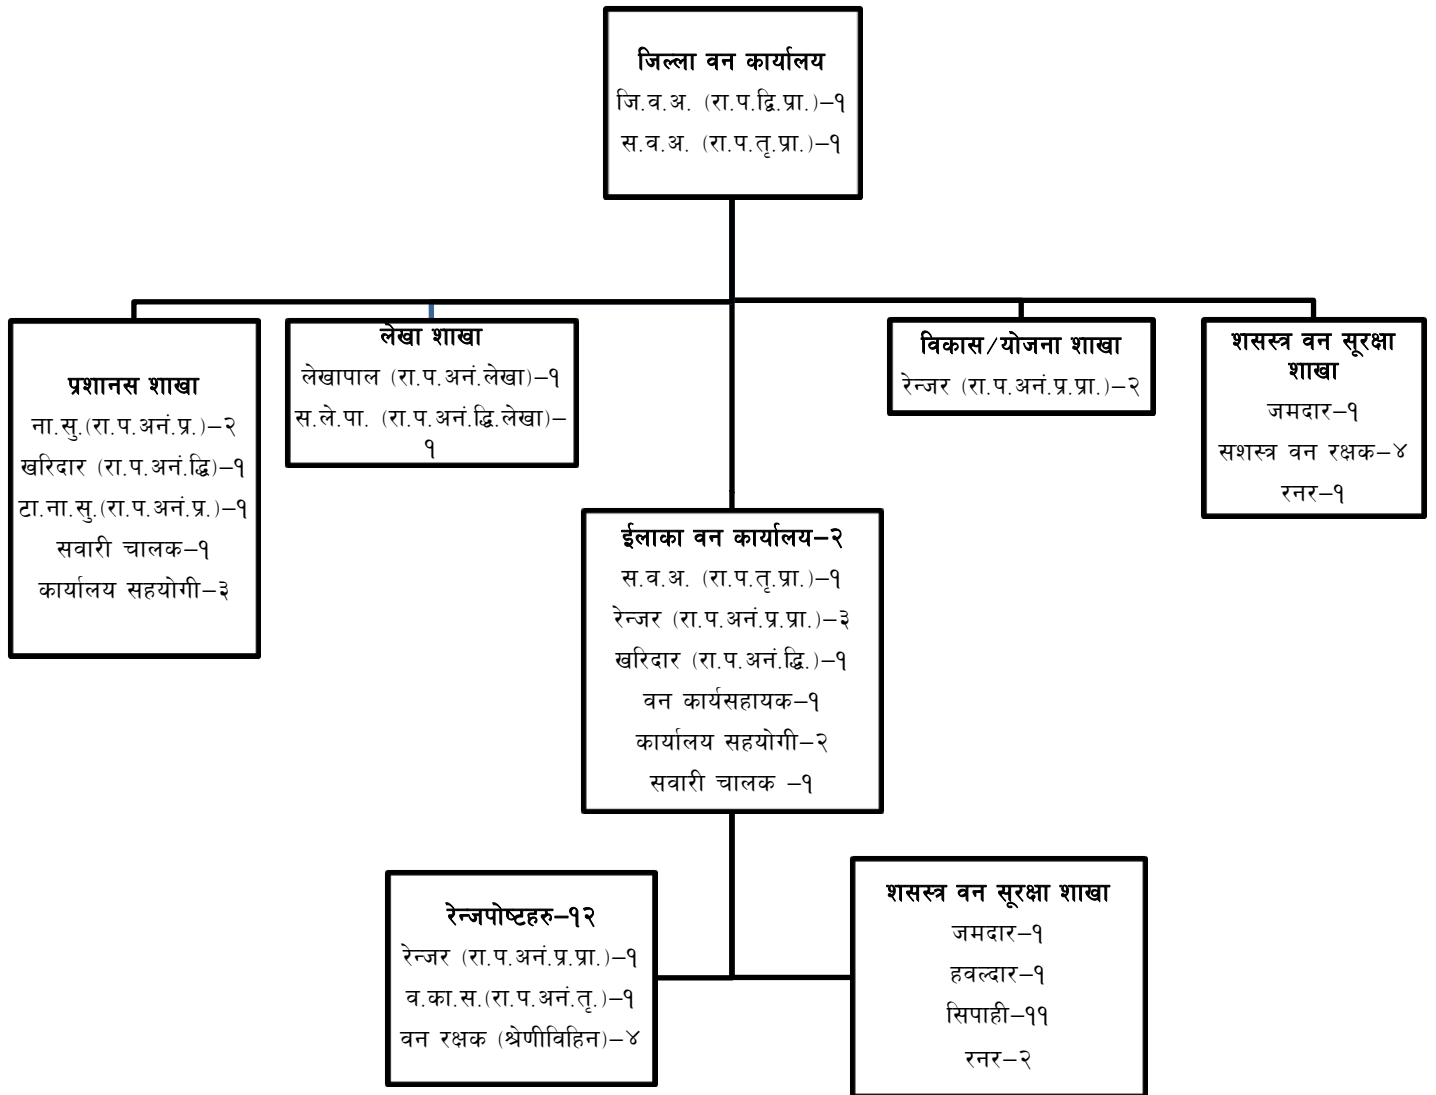 जिल्ला वन कार्यालय
जि.व.अ. (रा.प.द्वि.प्रा.)–१
स.व.अ. (रा.प.तृ.प्रा.)–१
प्रशानस शाखा
ना.सु.(रा.प.अनं.प्र.)–२
खरिदार (रा.प.अनं.द्धि)–१
टा.ना.सु.(रा.प.अनं.प्र.)–१
सवारी चालक–१
कार्यालय सहयोगी–३
लेखा शाखा
लेखापाल (रा.प.अनं.लेखा)–१
स.ले.पा. (रा.प.अनं.द्धि.लेखा)–
१
विकास/योजना शाखा
रेन्जर (रा.प.अनं.प्र.प्रा.)–२
शसस्त्र वन सूरक्षा
शाखा
जमदार–१
सशस्त्र वन रक्षक–४
रनर–१
ईलाका वन कार्यालय–२
स.व.अ. (रा.प.तृ.प्रा.)–१
रेन्जर (रा.प.अनं.प्र.प्रा.)–३
खरिदार (रा.प.अनं.द्धि.)–१
वन कार्यसहायक–१
कार्यालय सहयोगी–२
सवारी चालक –१
रेन्जपोष्टहरु–१२
रेन्जर (रा.प.अनं.प्र.प्रा.)–१
व.का.स.(रा.प.अनं.तृ.)–१
वन रक्षक (श्रेणीविहिन)–४
शसस्त्र वन सूरक्षा शाखा
जमदार–१
हवल्दार–१
सिपाही–११
रनर–२